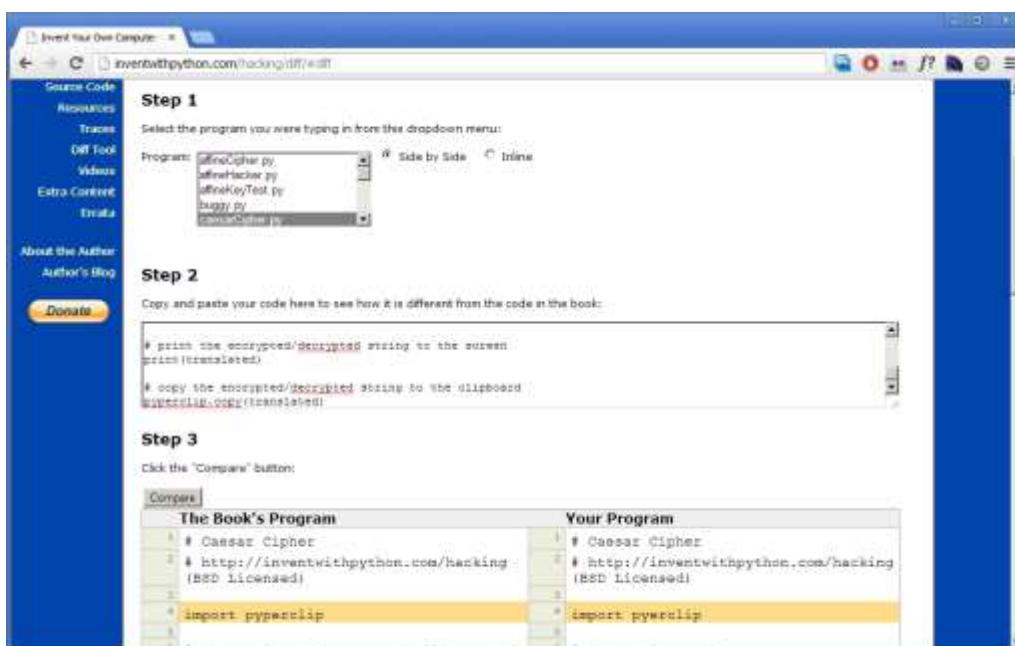 Invent Your Own Computer
inventwithpython.com/hacking/diff/#diff
Source Code
Resources
Traces
Diff Tool
Videos
Extra Content
Errata
About the Author
Author's Blog
Donate
Step 1
Select the program you were typing in from this dropdown menu:
Program:
affineCipher.py
affineHacker.py
affineKeyTest.py
buggy.py
caesarCipher.py
Side by Side
Inline
Step 2
Copy and paste your code here to see how it is different from the code in the book:
# print the encrypted/decrypted string to the screen
print(translated)
# copy the encrypted/decrypted string to the clipboard
pyperclip.copy(translated)
Step 3
Click the "Compare" button:
Compare
The Book's Program
1 # Caesar Cipher
2 # http://inventwithpython.com/hacking
(BSD Licensed)
3
4 import pyperclip
5
Your Program
1 # Caesar Cipher
2 # http://inventwithpython.com/hacking
(BSD Licensed)
3
4 import pyerclip
5